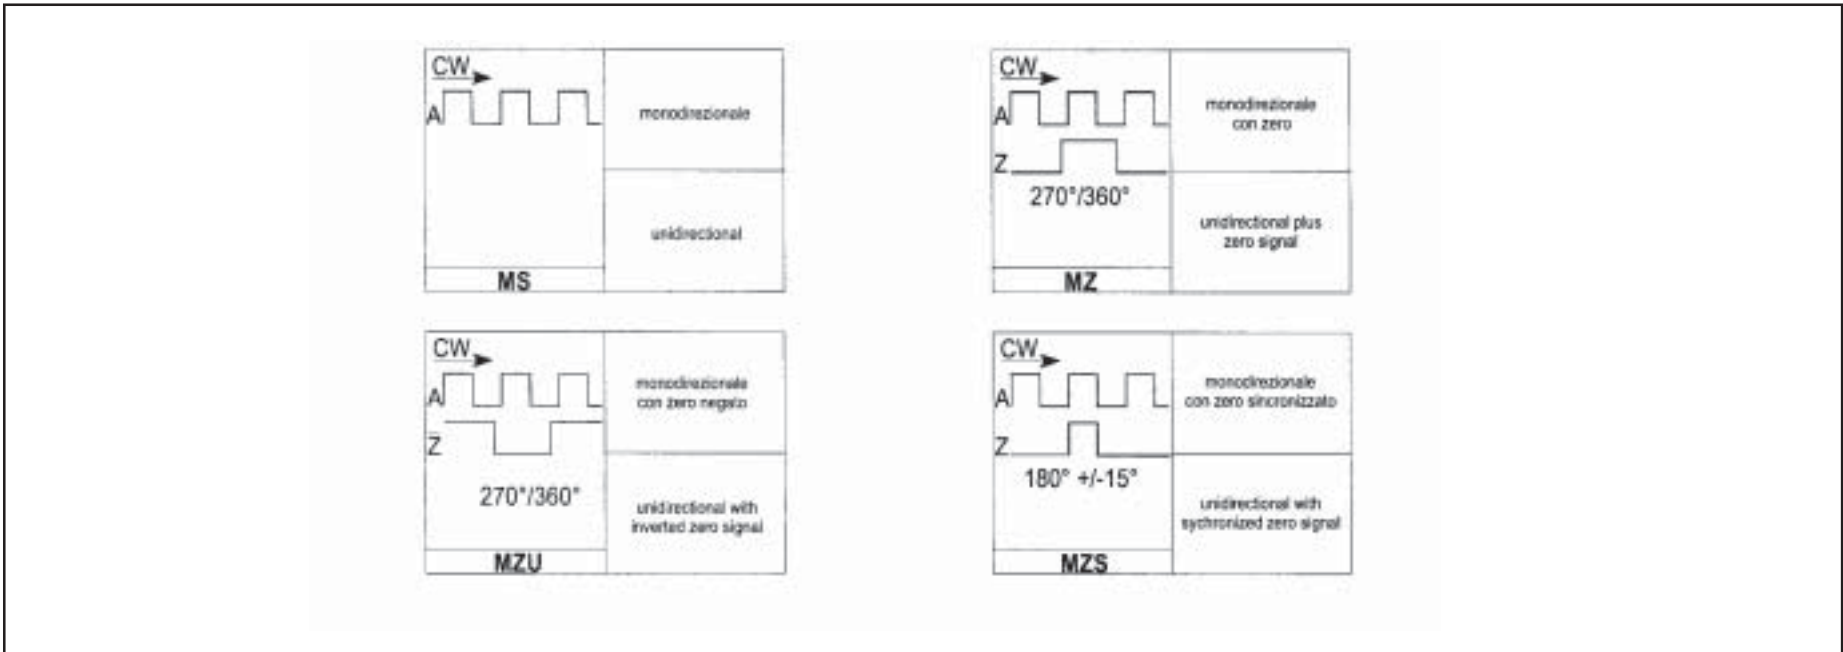 CW
A
monodirezionale
unidirectional
MS
CW
A
Z
270°/360°
monodirezionale
con zero
unidirectional plus
zero signal
MZ
CW
A
Z̅
270°/360°
monodirezionale
con zero negato
unidirectional with
inverted zero signal
MZU
CW
A
Z
180° +/-15°
monodirezionale
con zero sincronizzato
unidirectional with
sychronized zero signal
MZS